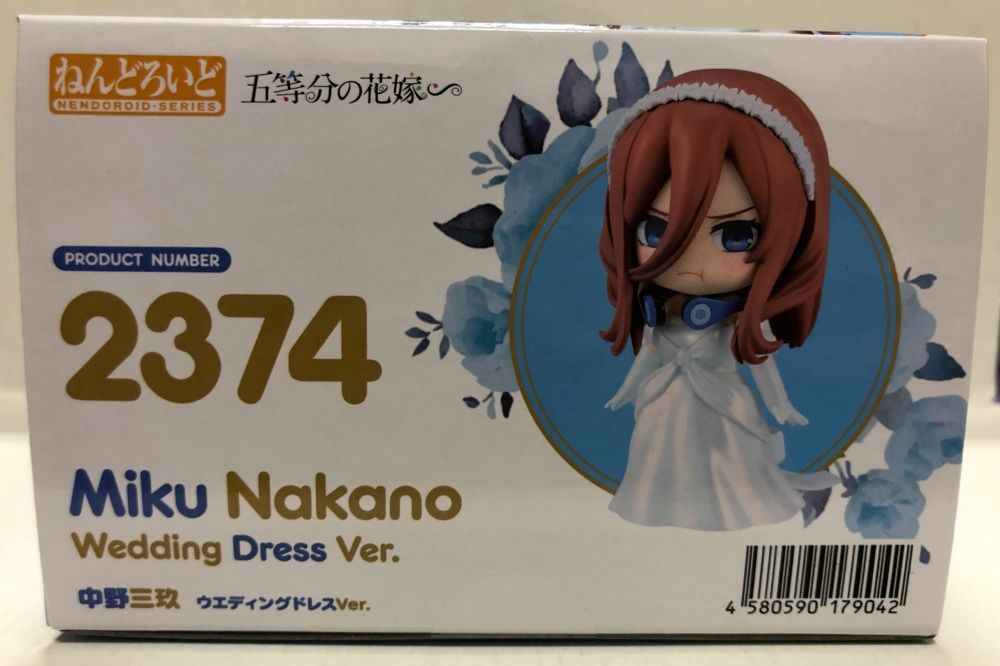 ねんどろいど
NENDOROID·SERIES
五等分の花嫁~
PRODUCT NUMBER
2374
Miku Nakano
Wedding Dress Ver.
中野三玖 ウエディングドレスVer.
4 580590 179042